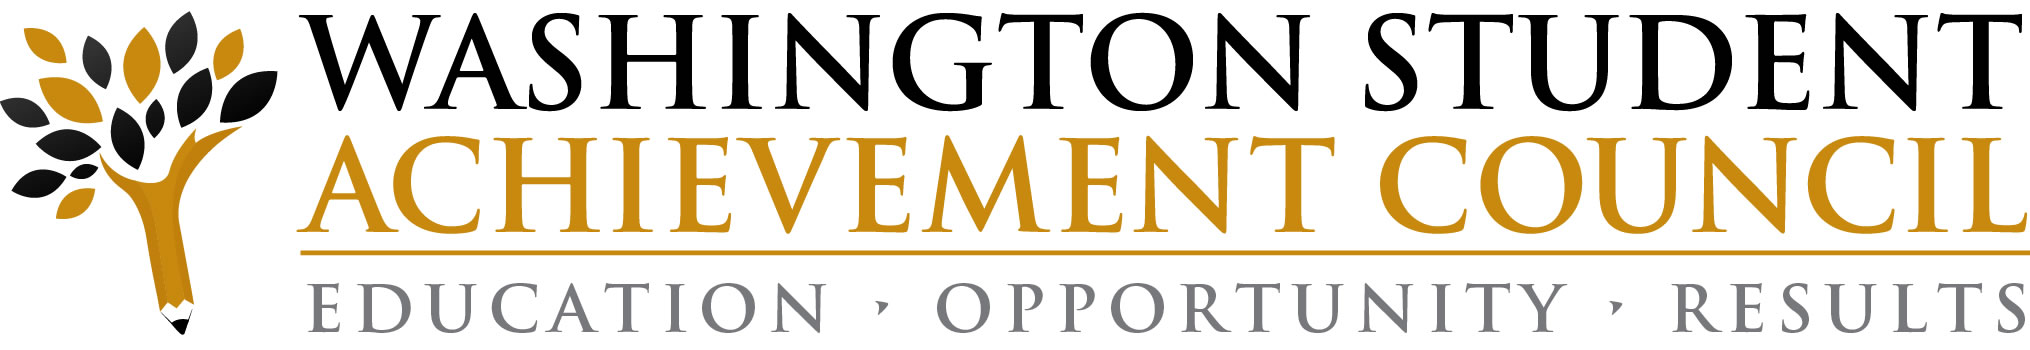 WASHINGTON STUDENT
ACHIEVEMENT COUNCIL
EDUCATION · OPPORTUNITY · RESULTS